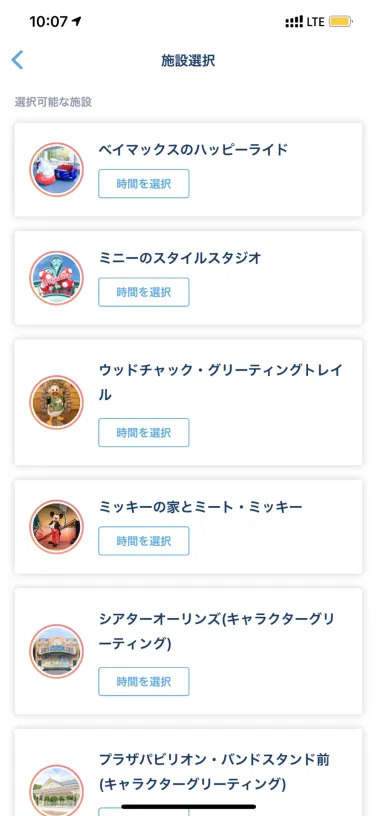 10:07
LTE
施設選択
選択可能な施設
ベイマックスのハッピーライド
時間を選択
ミニーのスタイルスタジオ
時間を選択
ウッドチャック・グリーティングトレイ
ル
時間を選択
ミッキーの家とミート・ミッキー
時間を選択
シアターオーリンズ(キャラクターグリ
ーティング)
時間を選択
プラザパビリオン・バンドスタンド前
(キャラクターグリーティング)